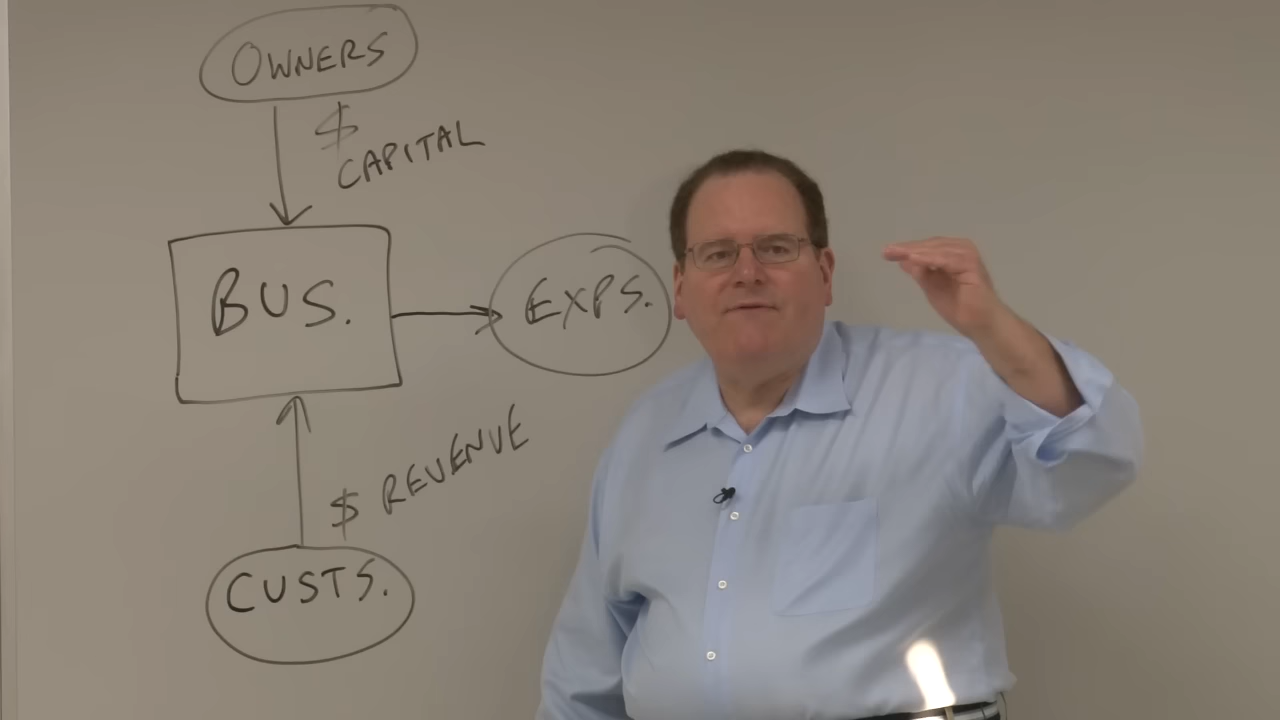 OWNERS
$
CAPITAL
BUS.
EXPS.
$ REVENUE
CUSTS.